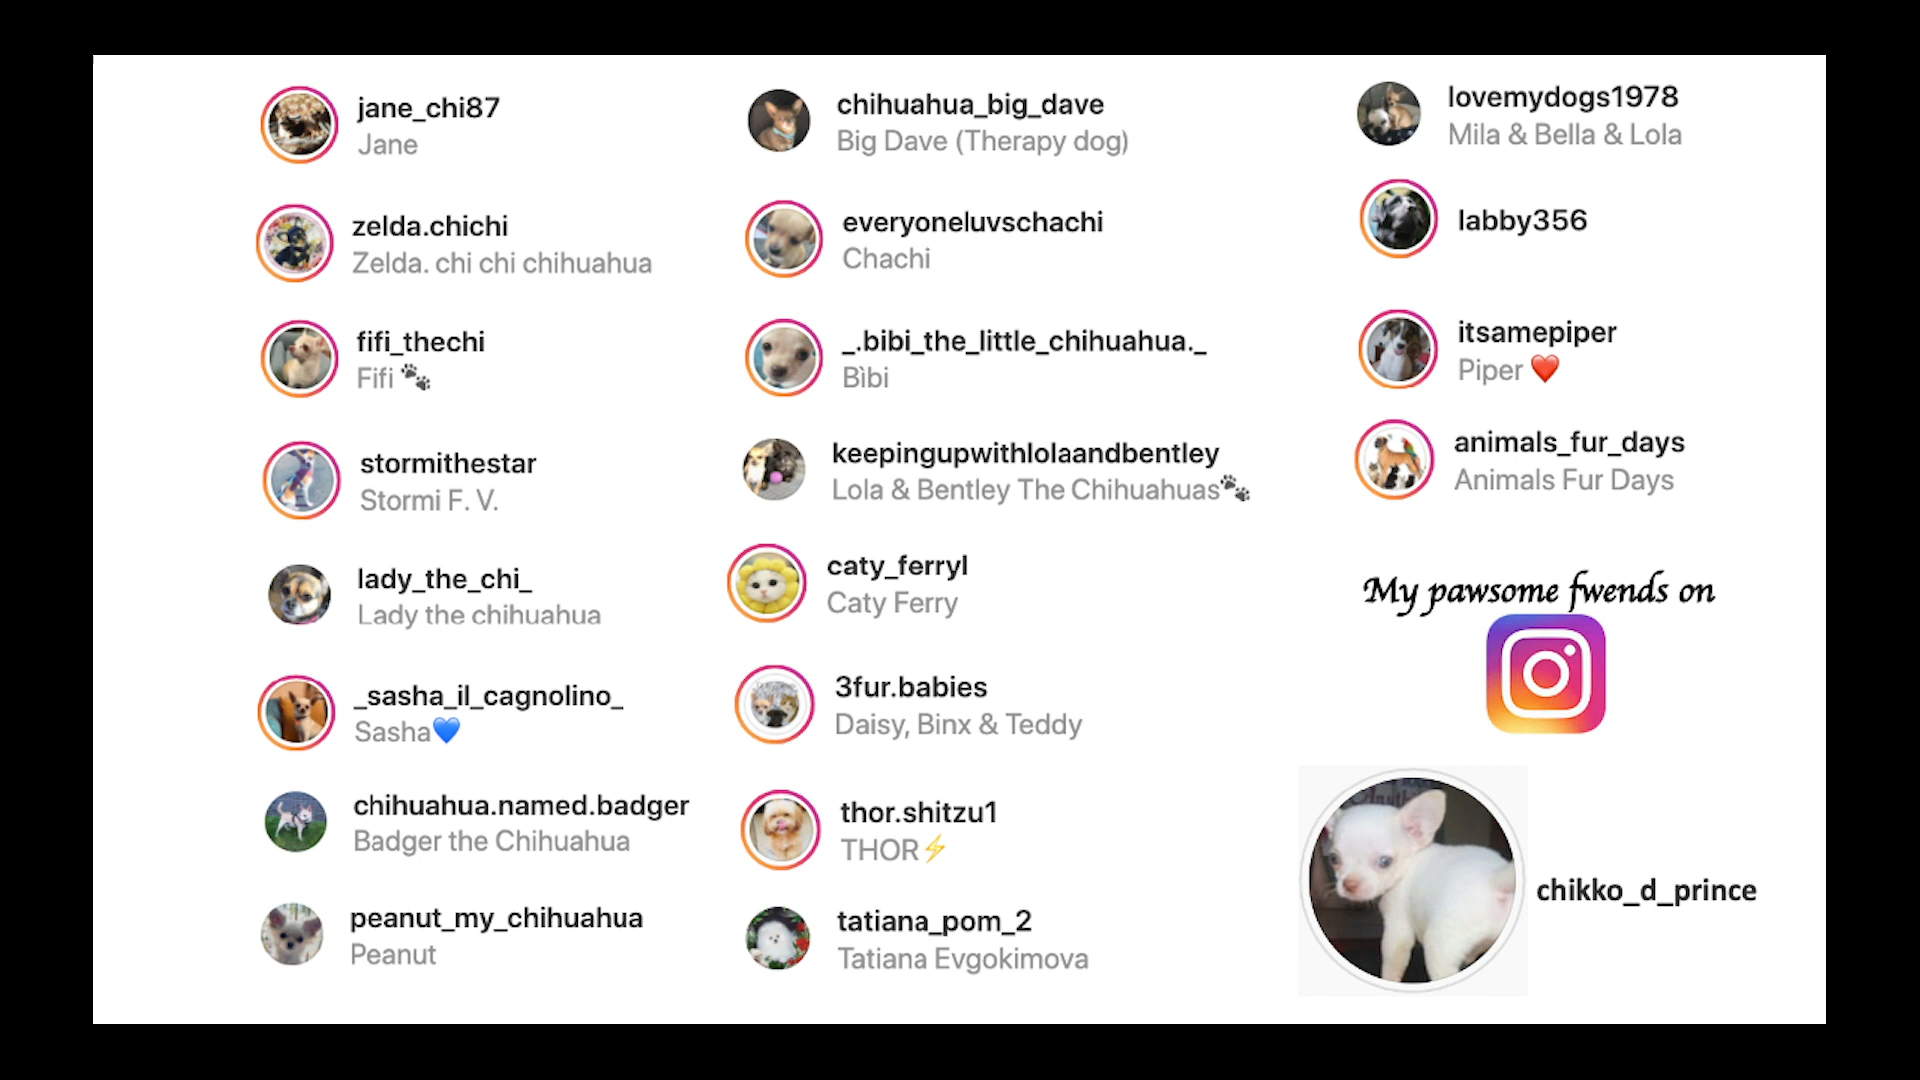 jane_chi87
Jane
zelda.chichi
Zelda. chi chi chihuahua
fifi_thechi
Fifi 🐾
stormithestar
Stormi F. V.
lady_the_chi_
Lady the chihuahua
_sasha_il_cagnolino_
Sasha💙
chihuahua.named.badger
Badger the Chihuahua
peanut_my_chihuahua
Peanut
chihuahua_big_dave
Big Dave (Therapy dog)
everyoneluvschachi
Chachi
_.bibi_the_little_chihuahua._
Bìbi
keepingupwithlolaandbentley
Lola & Bentley The Chihuahuas🐾
caty_ferryl
Caty Ferry
3fur.babies
Daisy, Binx & Teddy
thor.shitzu1
THOR⚡
tatiana_pom_2
Tatiana Evgokimova
lovemydogs1978
Mila & Bella & Lola
labby356
itsamepiper
Piper ❤️
animals_fur_days
Animals Fur Days
My pawsome fwends on
chikko_d_prince